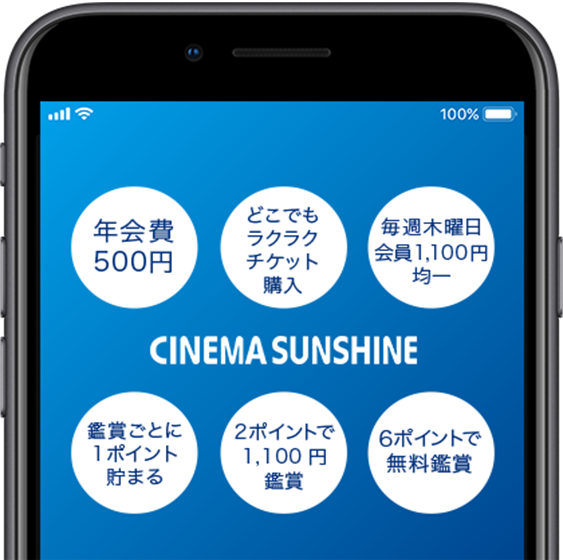 100%
年会費
500円
どこでも
ラクラク
チケット
購入
毎週木曜日
会員1,100円
均一
CINEMA SUNSHINE
鑑賞ごとに
1ポイント
貯まる
2ポイントで
1,100 円
鑑賞
6ポイントで
無料鑑賞